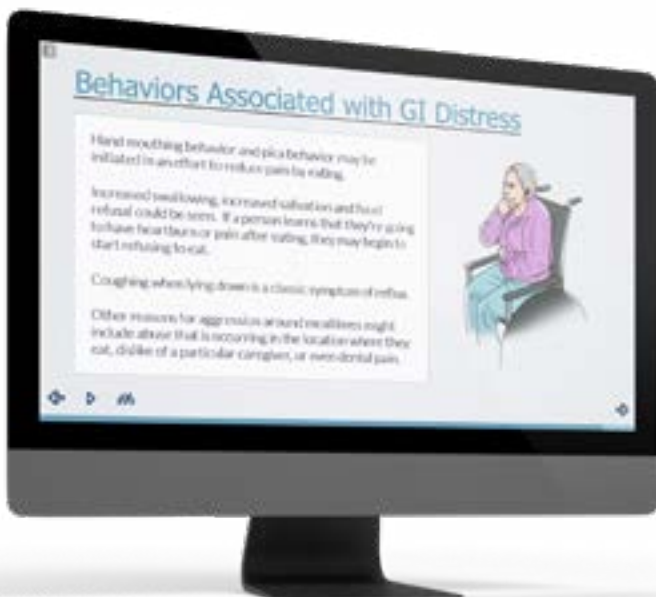 Behaviors Associated with GI Distress
Hand mouthing behavior and pica behavior may be
initiated in an effort to reduce pain by eating.
Increased swallowing, increased salivation and food
refusal could be seen. If a person learns that they're going
to have heartburn or pain after eating, they may begin to
start refusing to eat.
Coughing when lying down is a classic symptom of reflux.
Other reasons for aggression around mealtimes might
include abuse that is occurring in the location where they
eat, dislike of a particular caregiver, or even dental pain.